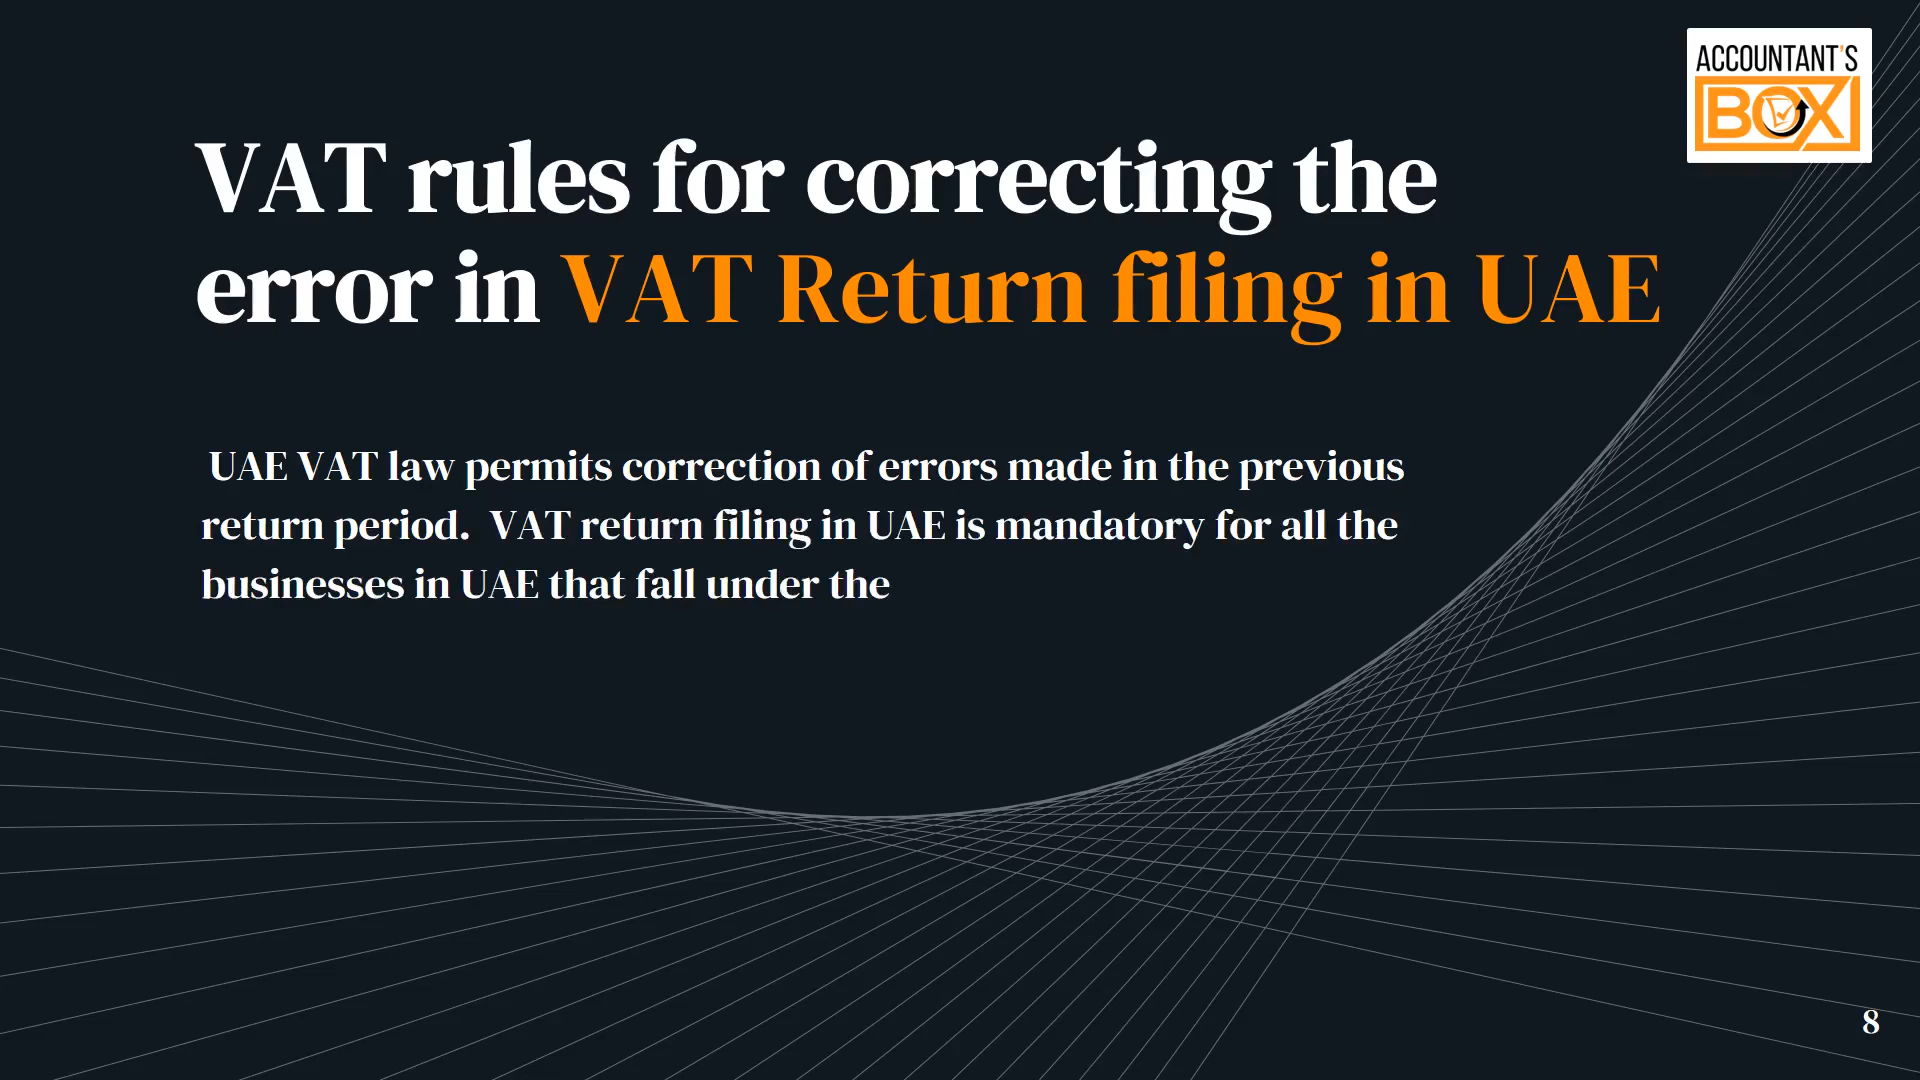 ACCOUNTANT'S
BOX
VAT rules for correcting the
error in VAT Return filing in UAE
UAE VAT law permits correction of errors made in the previous
return period.  VAT return filing in UAE is mandatory for all the
businesses in UAE that fall under the
8